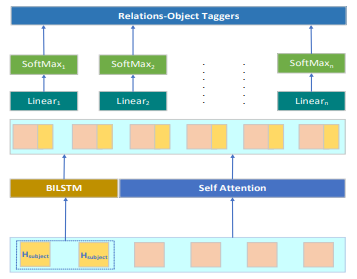 Relations-Object Taggers
SoftMax1 SoftMax2 SoftMaxn
Linear1 Linear2 Linearn
BILSTM Self Attention
Hsubject Hsubject